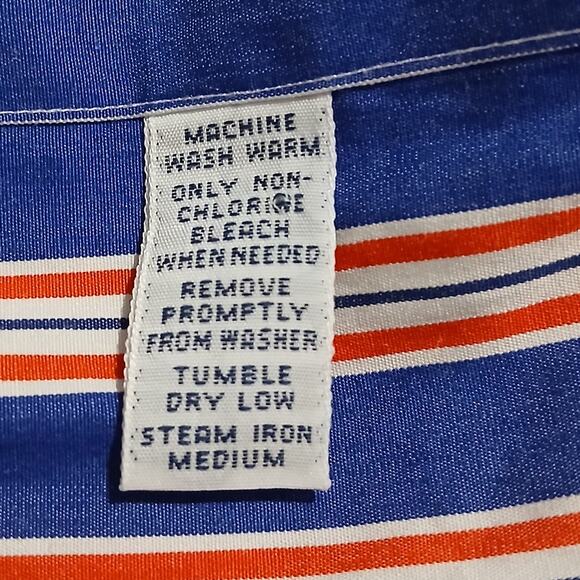 MACHINE
WASH WARM
ONLY NON-
CHLORINE
BLEACH
WHEN NEEDED
REMOVE
PROMPTLY
FROM WASHER
TUMBLE
DRY LOW
STEAM IRON
MEDIUM